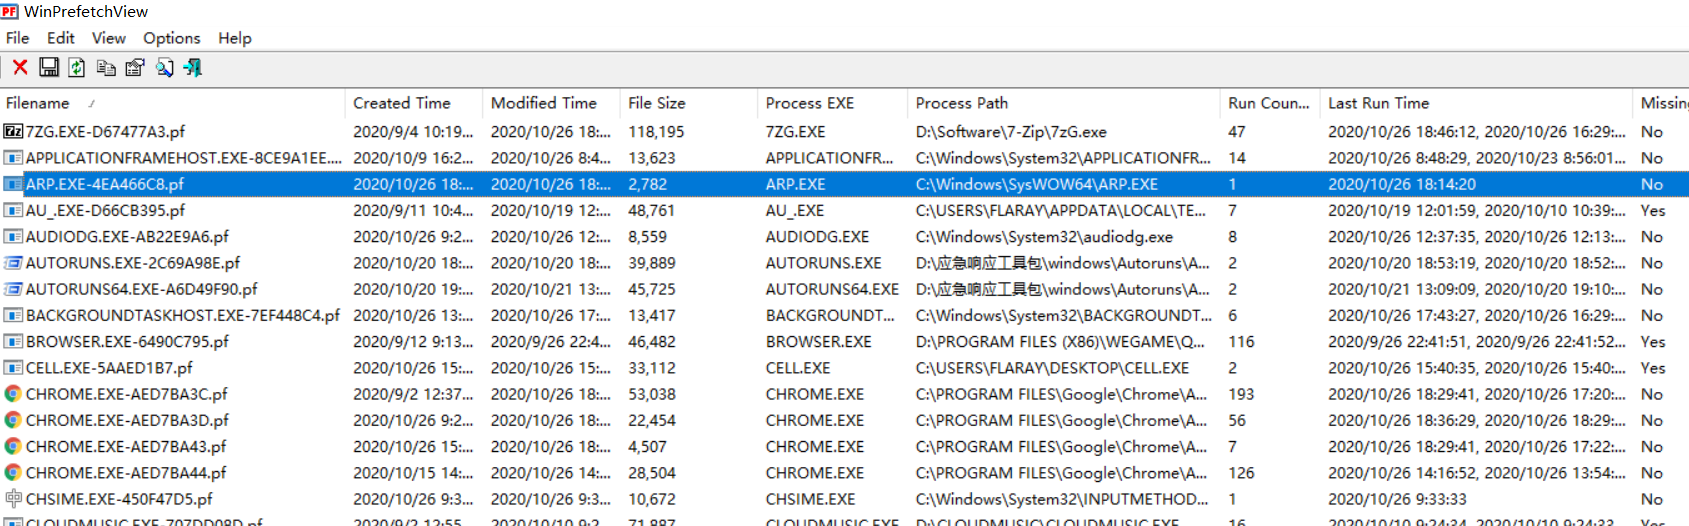 WinPrefetchView
File Edit View Options Help
Filename Created Time Modified Time File Size Process EXE Process Path Run Coun... Last Run Time Missing
7ZG.EXE-D67477A3.pf 2020/9/4 10:19... 2020/10/26 18:... 118,195 7ZG.EXE D:\Software\7-Zip\7zG.exe 47 2020/10/26 18:46:12, 2020/10/26 16:29:... No
APPLICATIONFRAMEHOST.EXE-8CE9A1EE.... 2020/10/9 16:2... 2020/10/26 8:4... 13,623 APPLICATIONFR... C:\Windows\System32\APPLICATIONFR... 14 2020/10/26 8:48:29, 2020/10/23 8:56:01... No
ARP.EXE-4EA466C8.pf 2020/10/26 18:... 2020/10/26 18:... 2,782 ARP.EXE C:\Windows\SysWOW64\ARP.EXE 1 2020/10/26 18:14:20 No
AU_.EXE-D66CB395.pf 2020/9/11 10:4... 2020/10/19 12:... 48,761 AU_.EXE C:\USERS\FLARAY\APPDATA\LOCAL\TE... 7 2020/10/19 12:01:59, 2020/10/10 10:39:... Yes
AUDIODG.EXE-AB22E9A6.pf 2020/10/26 9:2... 2020/10/26 12:... 8,559 AUDIODG.EXE C:\Windows\System32\audiodg.exe 8 2020/10/26 12:37:35, 2020/10/26 12:13:... No
AUTORUNS.EXE-2C69A98E.pf 2020/10/20 18:... 2020/10/20 18:... 39,889 AUTORUNS.EXE D:\应急响应工具包\windows\Autoruns\A... 2 2020/10/20 18:53:19, 2020/10/20 18:52:... No
AUTORUNS64.EXE-A6D49F90.pf 2020/10/20 19:... 2020/10/21 13:... 45,725 AUTORUNS64.EXE D:\应急响应工具包\windows\Autoruns\A... 2 2020/10/21 13:09:09, 2020/10/20 19:10:... No
BACKGROUNDTASKHOST.EXE-7EF448C4.pf 2020/10/26 13:... 2020/10/26 17:... 13,417 BACKGROUNDT... C:\Windows\System32\BACKGROUNDT... 6 2020/10/26 17:43:27, 2020/10/26 16:29:... No
BROWSER.EXE-6490C795.pf 2020/9/12 9:13... 2020/9/26 22:4... 46,482 BROWSER.EXE D:\PROGRAM FILES (X86)\WEGAME\Q... 116 2020/9/26 22:41:51, 2020/9/26 22:41:52... Yes
CELL.EXE-5AAED1B7.pf 2020/10/26 15:... 2020/10/26 15:... 33,112 CELL.EXE C:\USERS\FLARAY\DESKTOP\CELL.EXE 2 2020/10/26 15:40:35, 2020/10/26 15:40:... Yes
CHROME.EXE-AED7BA3C.pf 2020/9/2 12:37... 2020/10/26 18:... 53,038 CHROME.EXE C:\PROGRAM FILES\Google\Chrome\A... 193 2020/10/26 18:29:41, 2020/10/26 17:20:... No
CHROME.EXE-AED7BA3D.pf 2020/10/26 9:2... 2020/10/26 18:... 22,454 CHROME.EXE C:\PROGRAM FILES\Google\Chrome\A... 56 2020/10/26 18:36:29, 2020/10/26 18:29:... No
CHROME.EXE-AED7BA43.pf 2020/10/26 15:... 2020/10/26 18:... 4,507 CHROME.EXE C:\PROGRAM FILES\Google\Chrome\A... 7 2020/10/26 18:29:41, 2020/10/26 17:22:... No
CHROME.EXE-AED7BA44.pf 2020/10/15 14:... 2020/10/26 14:... 28,504 CHROME.EXE C:\PROGRAM FILES\Google\Chrome\A... 126 2020/10/26 14:16:52, 2020/10/26 13:54:... No
CHSIME.EXE-450F47D5.pf 2020/10/26 9:3... 2020/10/26 9:3... 10,672 CHSIME.EXE C:\Windows\System32\INPUTMETHOD... 1 2020/10/26 9:33:33 No
CLOUDMUSIC.EXE-707DD08D.pf 2020/9/2 12:55... 2020/10/10 9:2... 71,887 CLOUDMUSIC.EXE D:\CLOUDMUSIC\CLOUDMUSIC.EXE 16 2020/10/10 9:24:34, 2020/10/10 9:24:33... Yes